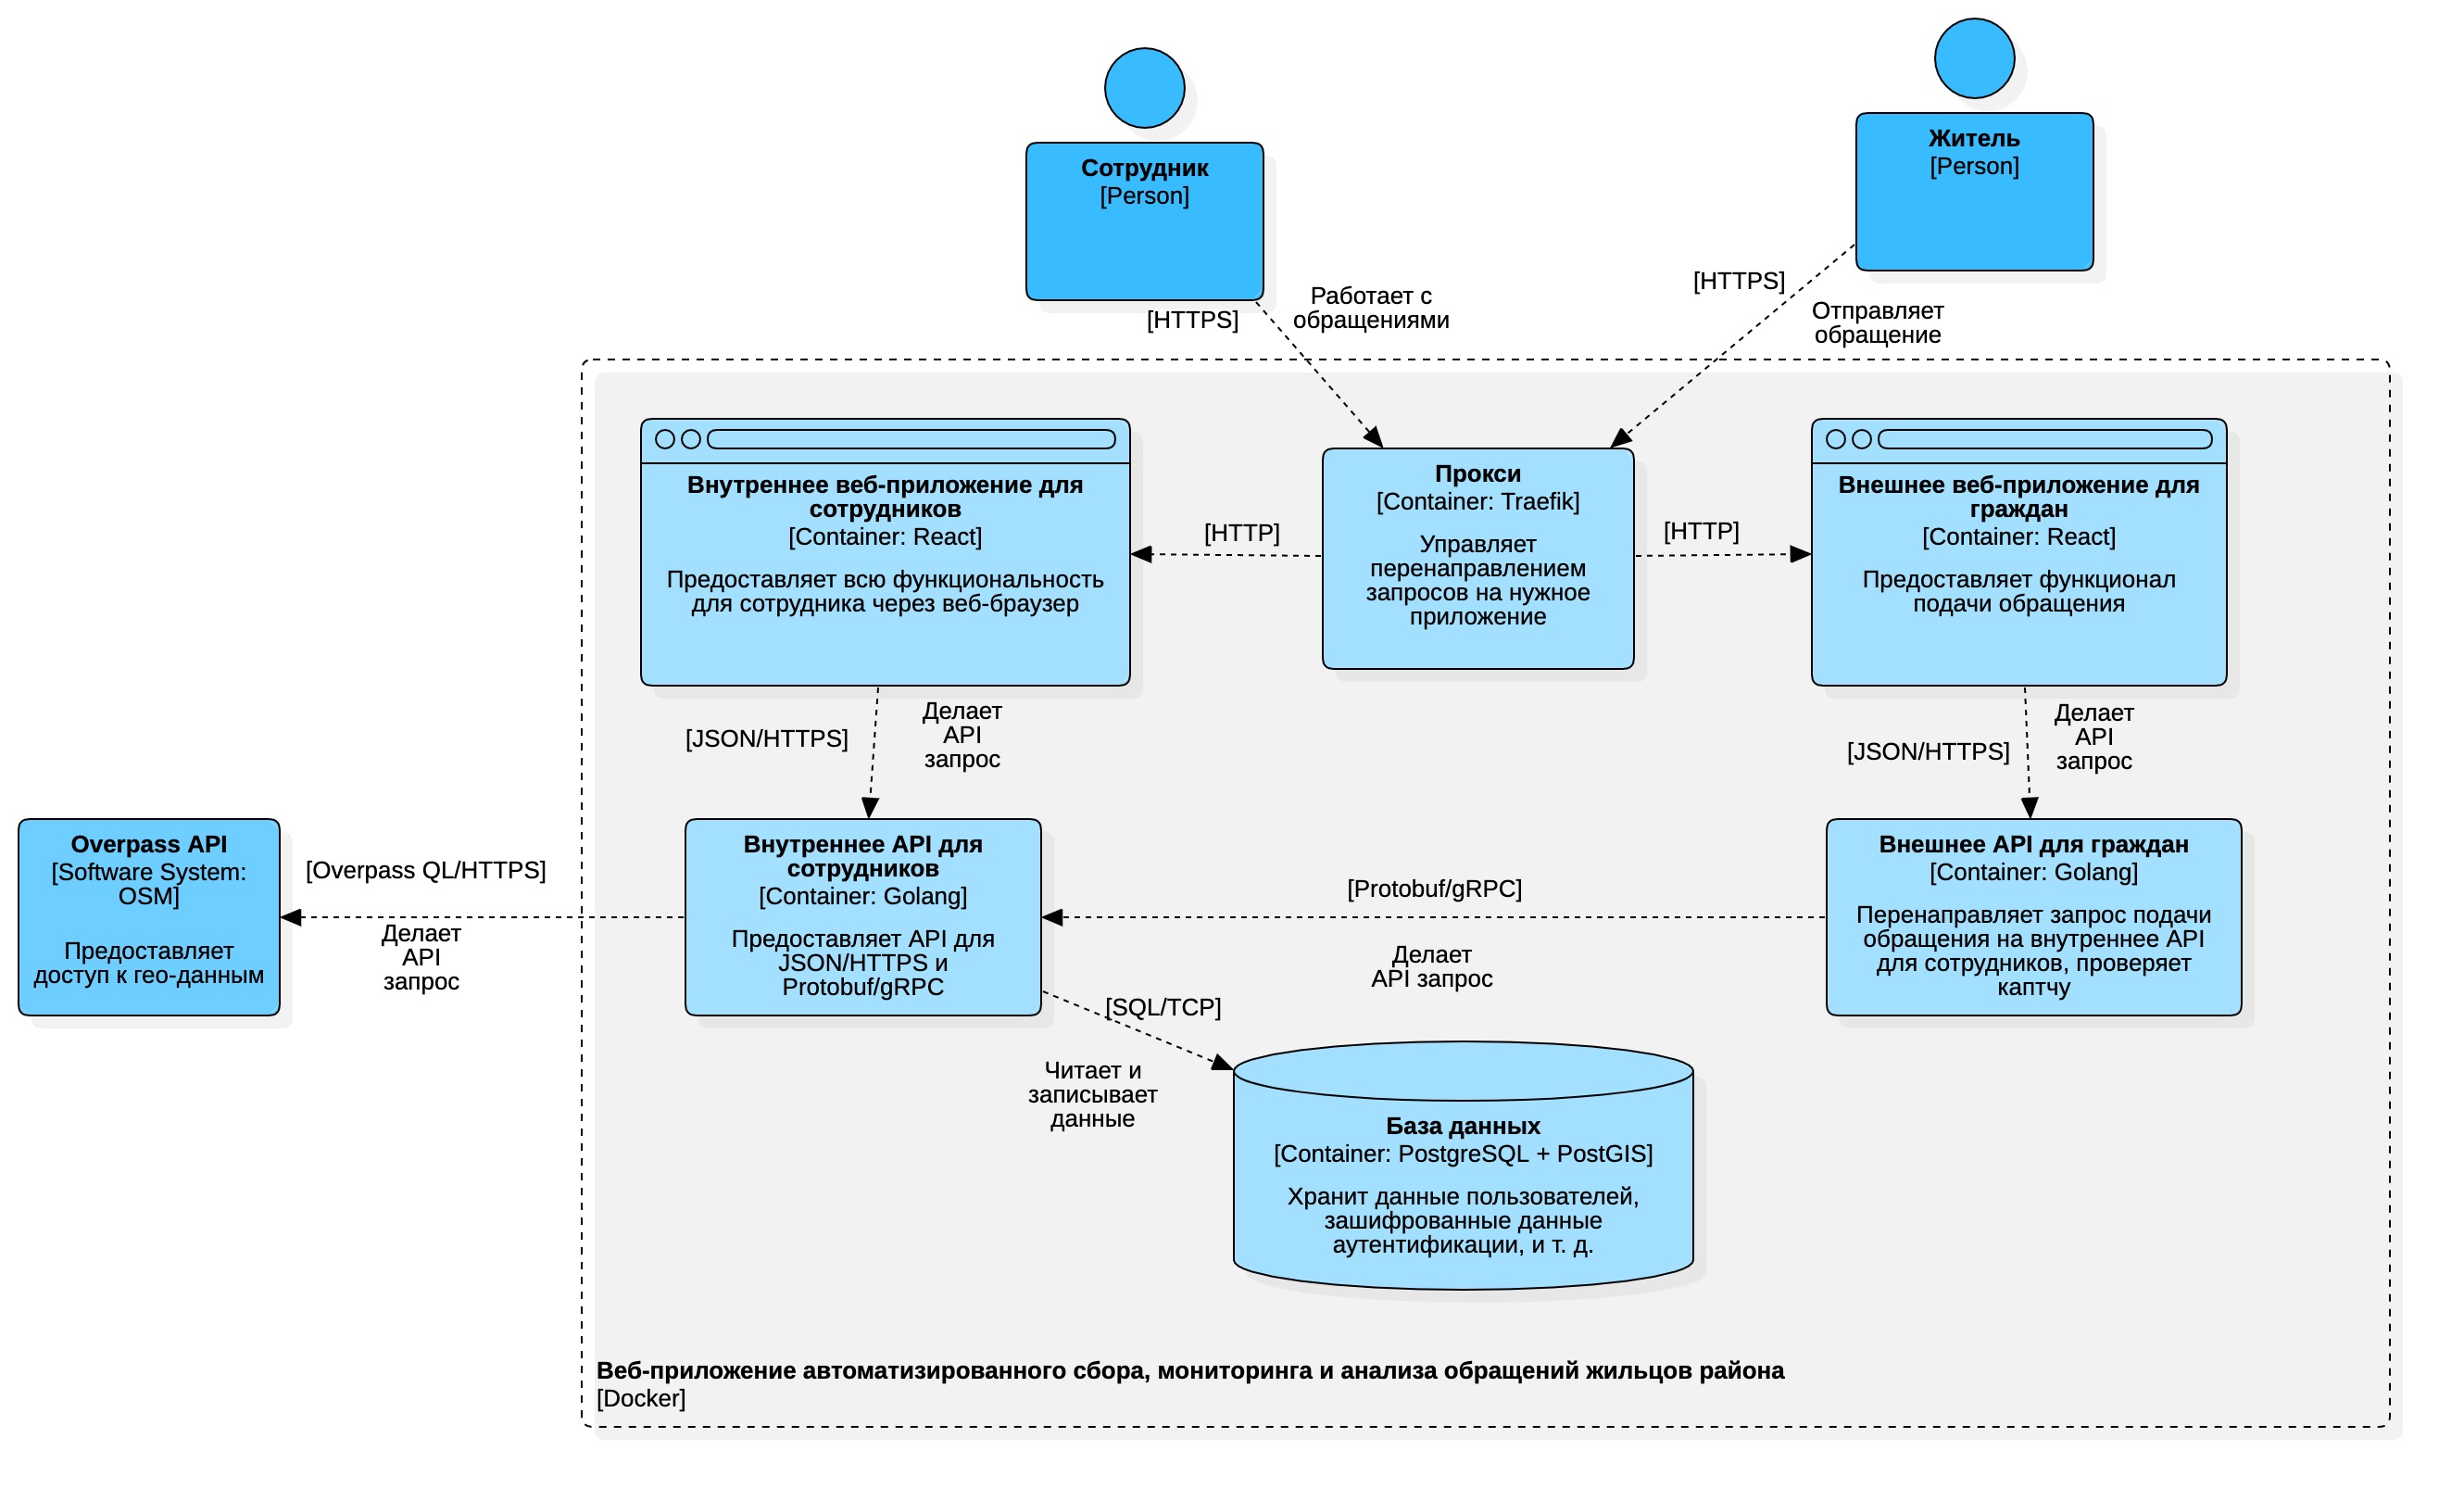 Сотрудник
[Person]
Житель
[Person]
[HTTPS]
Работает с
обращениями
[HTTPS]
Отправляет
обращение
Внутреннее веб-приложение для
сотрудников
[Container: React]
Предоставляет всю функциональность
для сотрудника через веб-браузер
[HTTP]
Прокси
[Container: Traefik]
Управляет
перенаправлением
запросов на нужное
приложение
[HTTP]
Внешнее веб-приложение для
граждан
[Container: React]
Предоставляет функционал
подачи обращения
[JSON/HTTPS]
Делает
API
запрос
[JSON/HTTPS]
Делает
API
запрос
Overpass API
[Software System:
OSM]
Предоставляет
доступ к гео-данным
[Overpass QL/HTTPS]
Делает
API
запрос
Внутреннее API для
сотрудников
[Container: Golang]
Предоставляет API для
JSON/HTTPS и
Protobuf/gRPC
[Protobuf/gRPC]
Делает
API запрос
Внешнее API для граждан
[Container: Golang]
Перенаправляет запрос подачи
обращения на внутреннее API
для сотрудников, проверяет
каптчу
[SQL/TCP]
Читает и
записывает
данные
База данных
[Container: PostgreSQL + PostGIS]
Хранит данные пользователей,
зашифрованные данные
аутентификации, и т. д.
Веб-приложение автоматизированного сбора, мониторинга и анализа обращений жильцов района
[Docker]